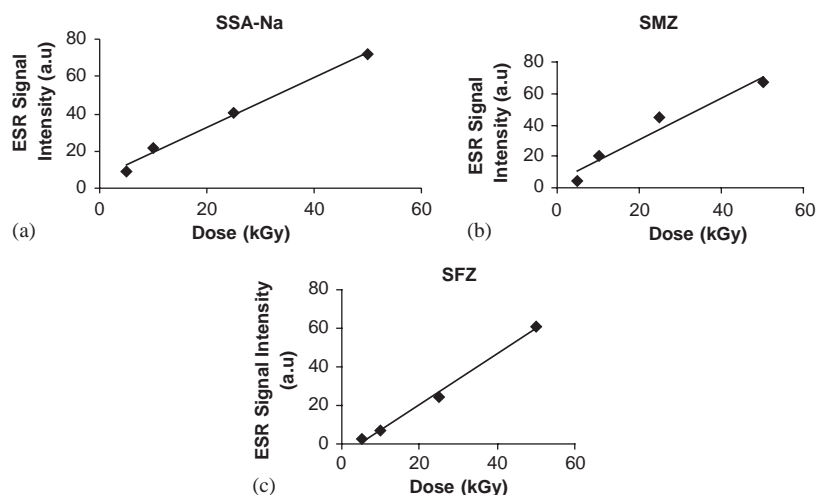 SSA-Na
ESR Signal
Intensity (a.u)
80
60
40
20
0
0 20 40 60
Dose (kGy)
(a)
SMZ
ESR Signal
Intensity (a.u)
80
60
40
20
0
0 20 40 60
Dose (kGy)
(b)
SFZ
ESR Signal Intensity
(a.u)
80
60
40
20
0
0 20 40 60
Dose (kGy)
(c)